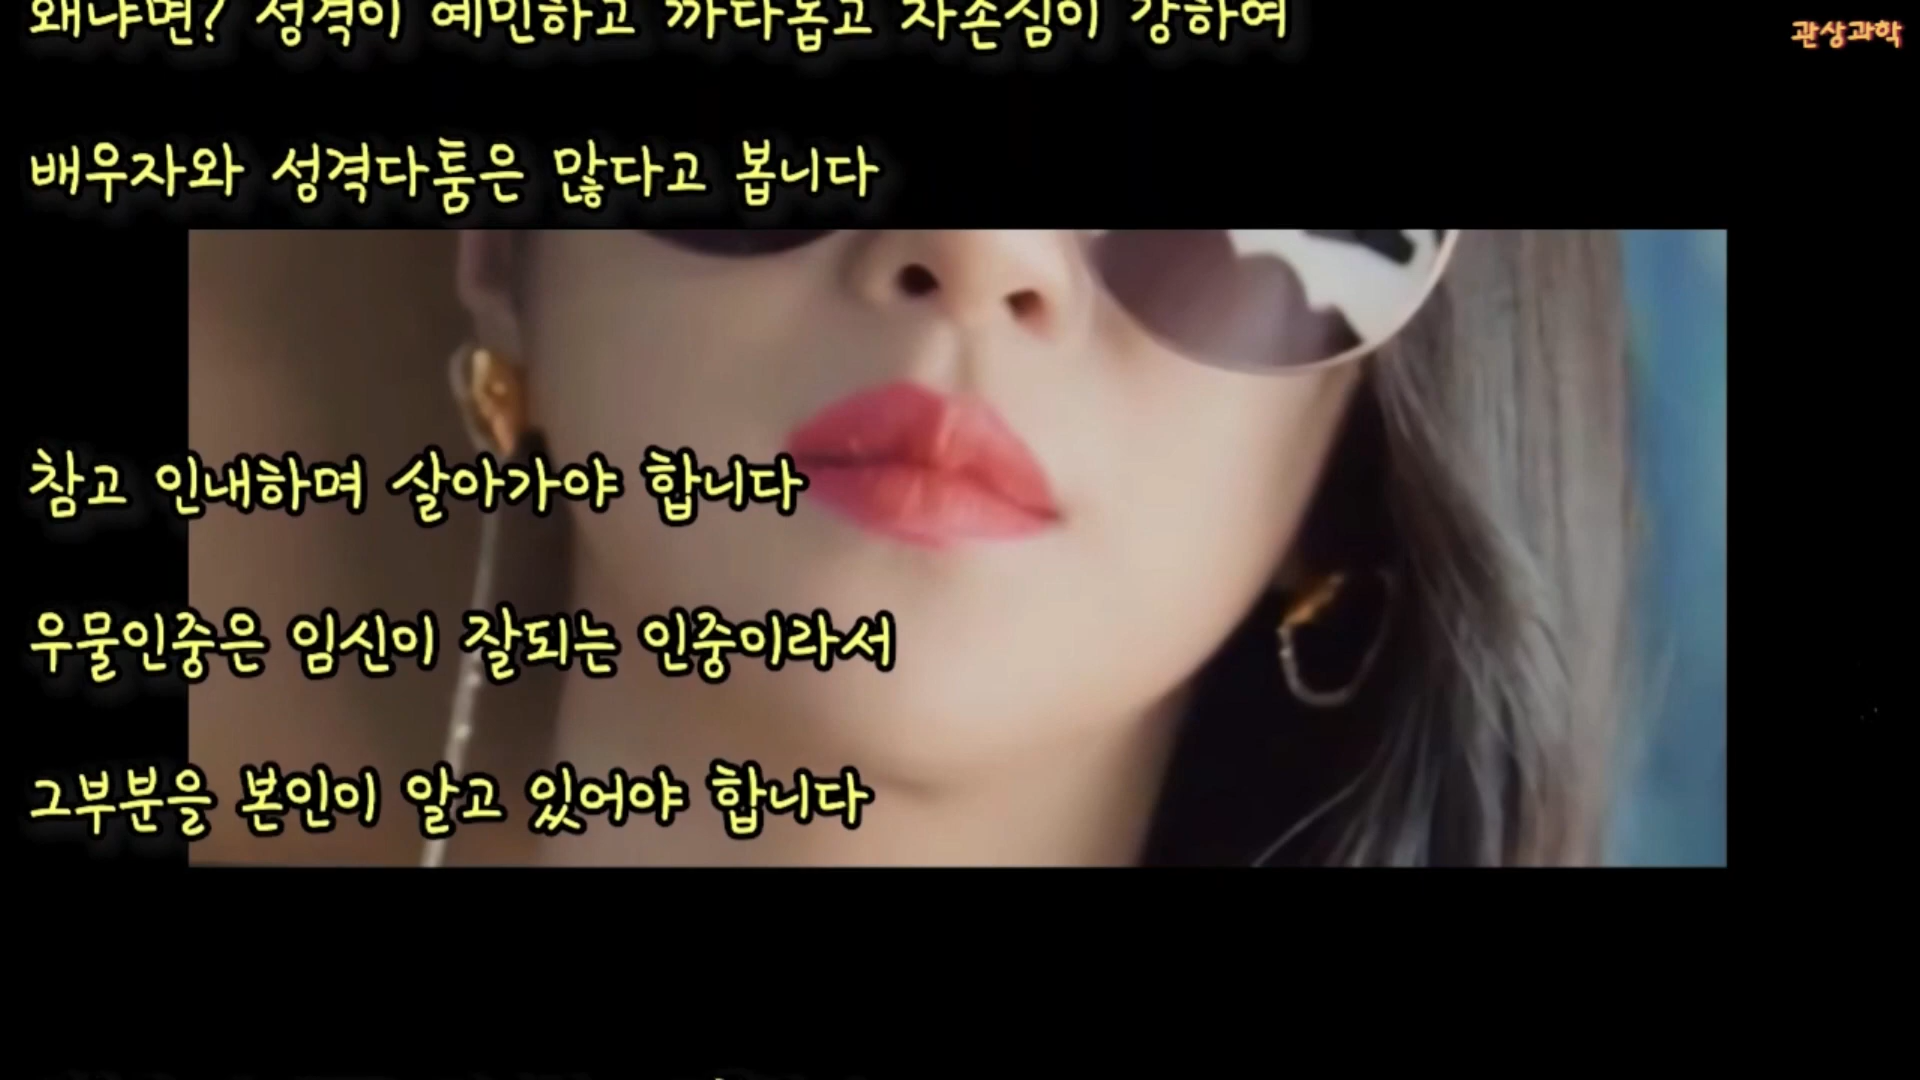 왜냐면? 성격이 예민하고 까다롭고 자존심이 강하여
관상과학
배우자와 성격다툼은 많다고 봅니다
참고 인내하며 살아가야 합니다
우물인중은 임신이 잘되는 인중이라서
그부분을 본인이 알고 있어야 합니다